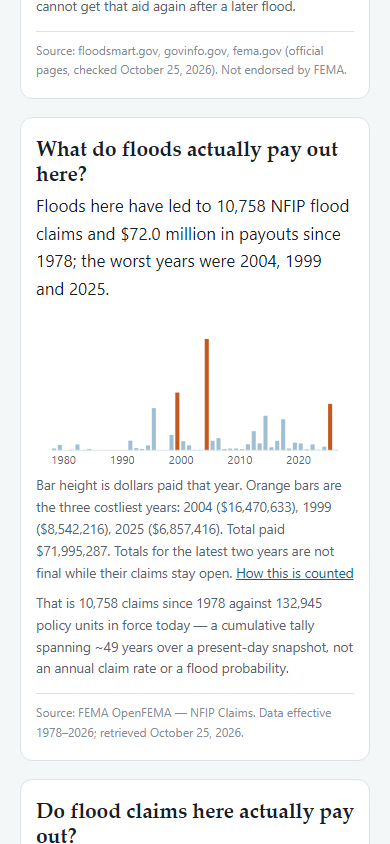 cannot get that aid again after a later flood.
Source: floodsmart.gov, govinfo.gov, fema.gov (official
pages, checked October 25, 2026). Not endorsed by FEMA.
What do floods actually pay out
here?
Floods here have led to 10,758 NFIP flood
claims and $72.0 million in payouts since
1978; the worst years were 2004, 1999
and 2025.
1980 1990 2000 2010 2020
Bar height is dollars paid that year. Orange bars are
the three costliest years: 2004 ($16,470,633), 1999
($8,542,216), 2025 ($6,857,416). Total paid
$71,995,287. Totals for the latest two years are not
final while their claims stay open. How this is counted
That is 10,758 claims since 1978 against 132,945
policy units in force today — a cumulative tally
spanning ~49 years over a present-day snapshot, not
an annual claim rate or a flood probability.
Source: FEMA OpenFEMA — NFIP Claims. Data effective
1978–2026; retrieved October 25, 2026.
Do flood claims here actually pay
out?